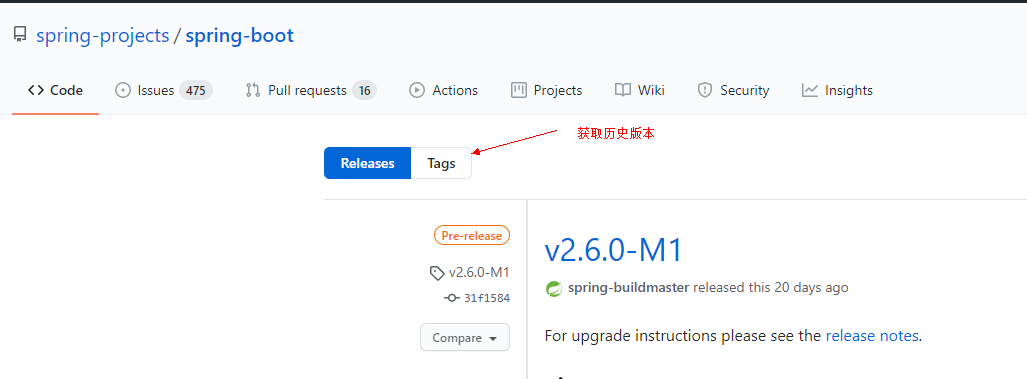 spring-projects / spring-boot
Code Issues 475 Pull requests 16 Actions Projects Wiki Security Insights
获取历史版本
Releases Tags
Pre-release
v2.6.0-M1
31f1584
Compare
v2.6.0-M1
spring-buildmaster released this 20 days ago
For upgrade instructions please see the release notes.